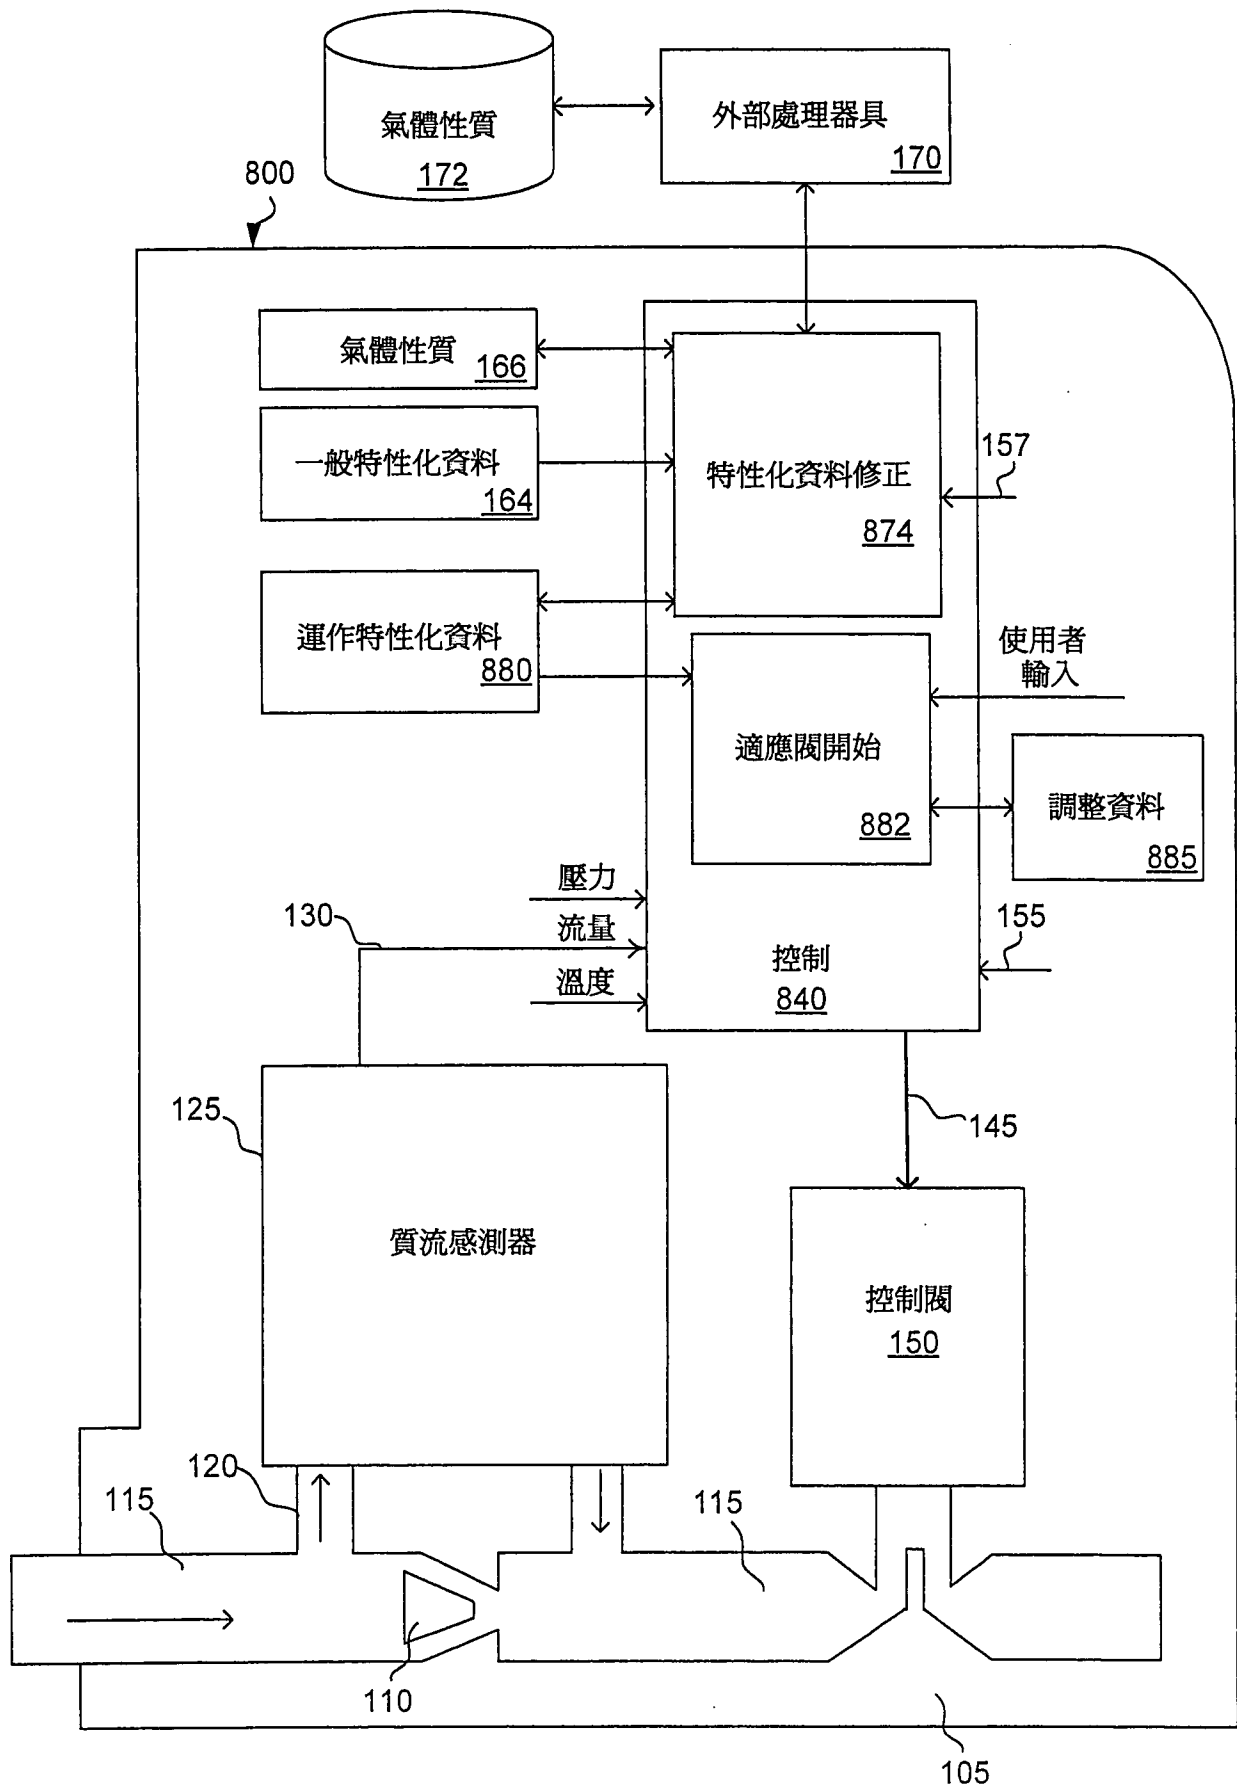 氣體性質
172
外部處理器具
170
800
氣體性質
166
一般特性化資料
164
特性化資料修正
874
157
運作特性化資料
880
使用者
輸入
適應閥開始
882
調整資料
885
壓力
130
流量
溫度
控制
840
155
125
145
質流感測器
控制閥
150
120
115
115
110
105